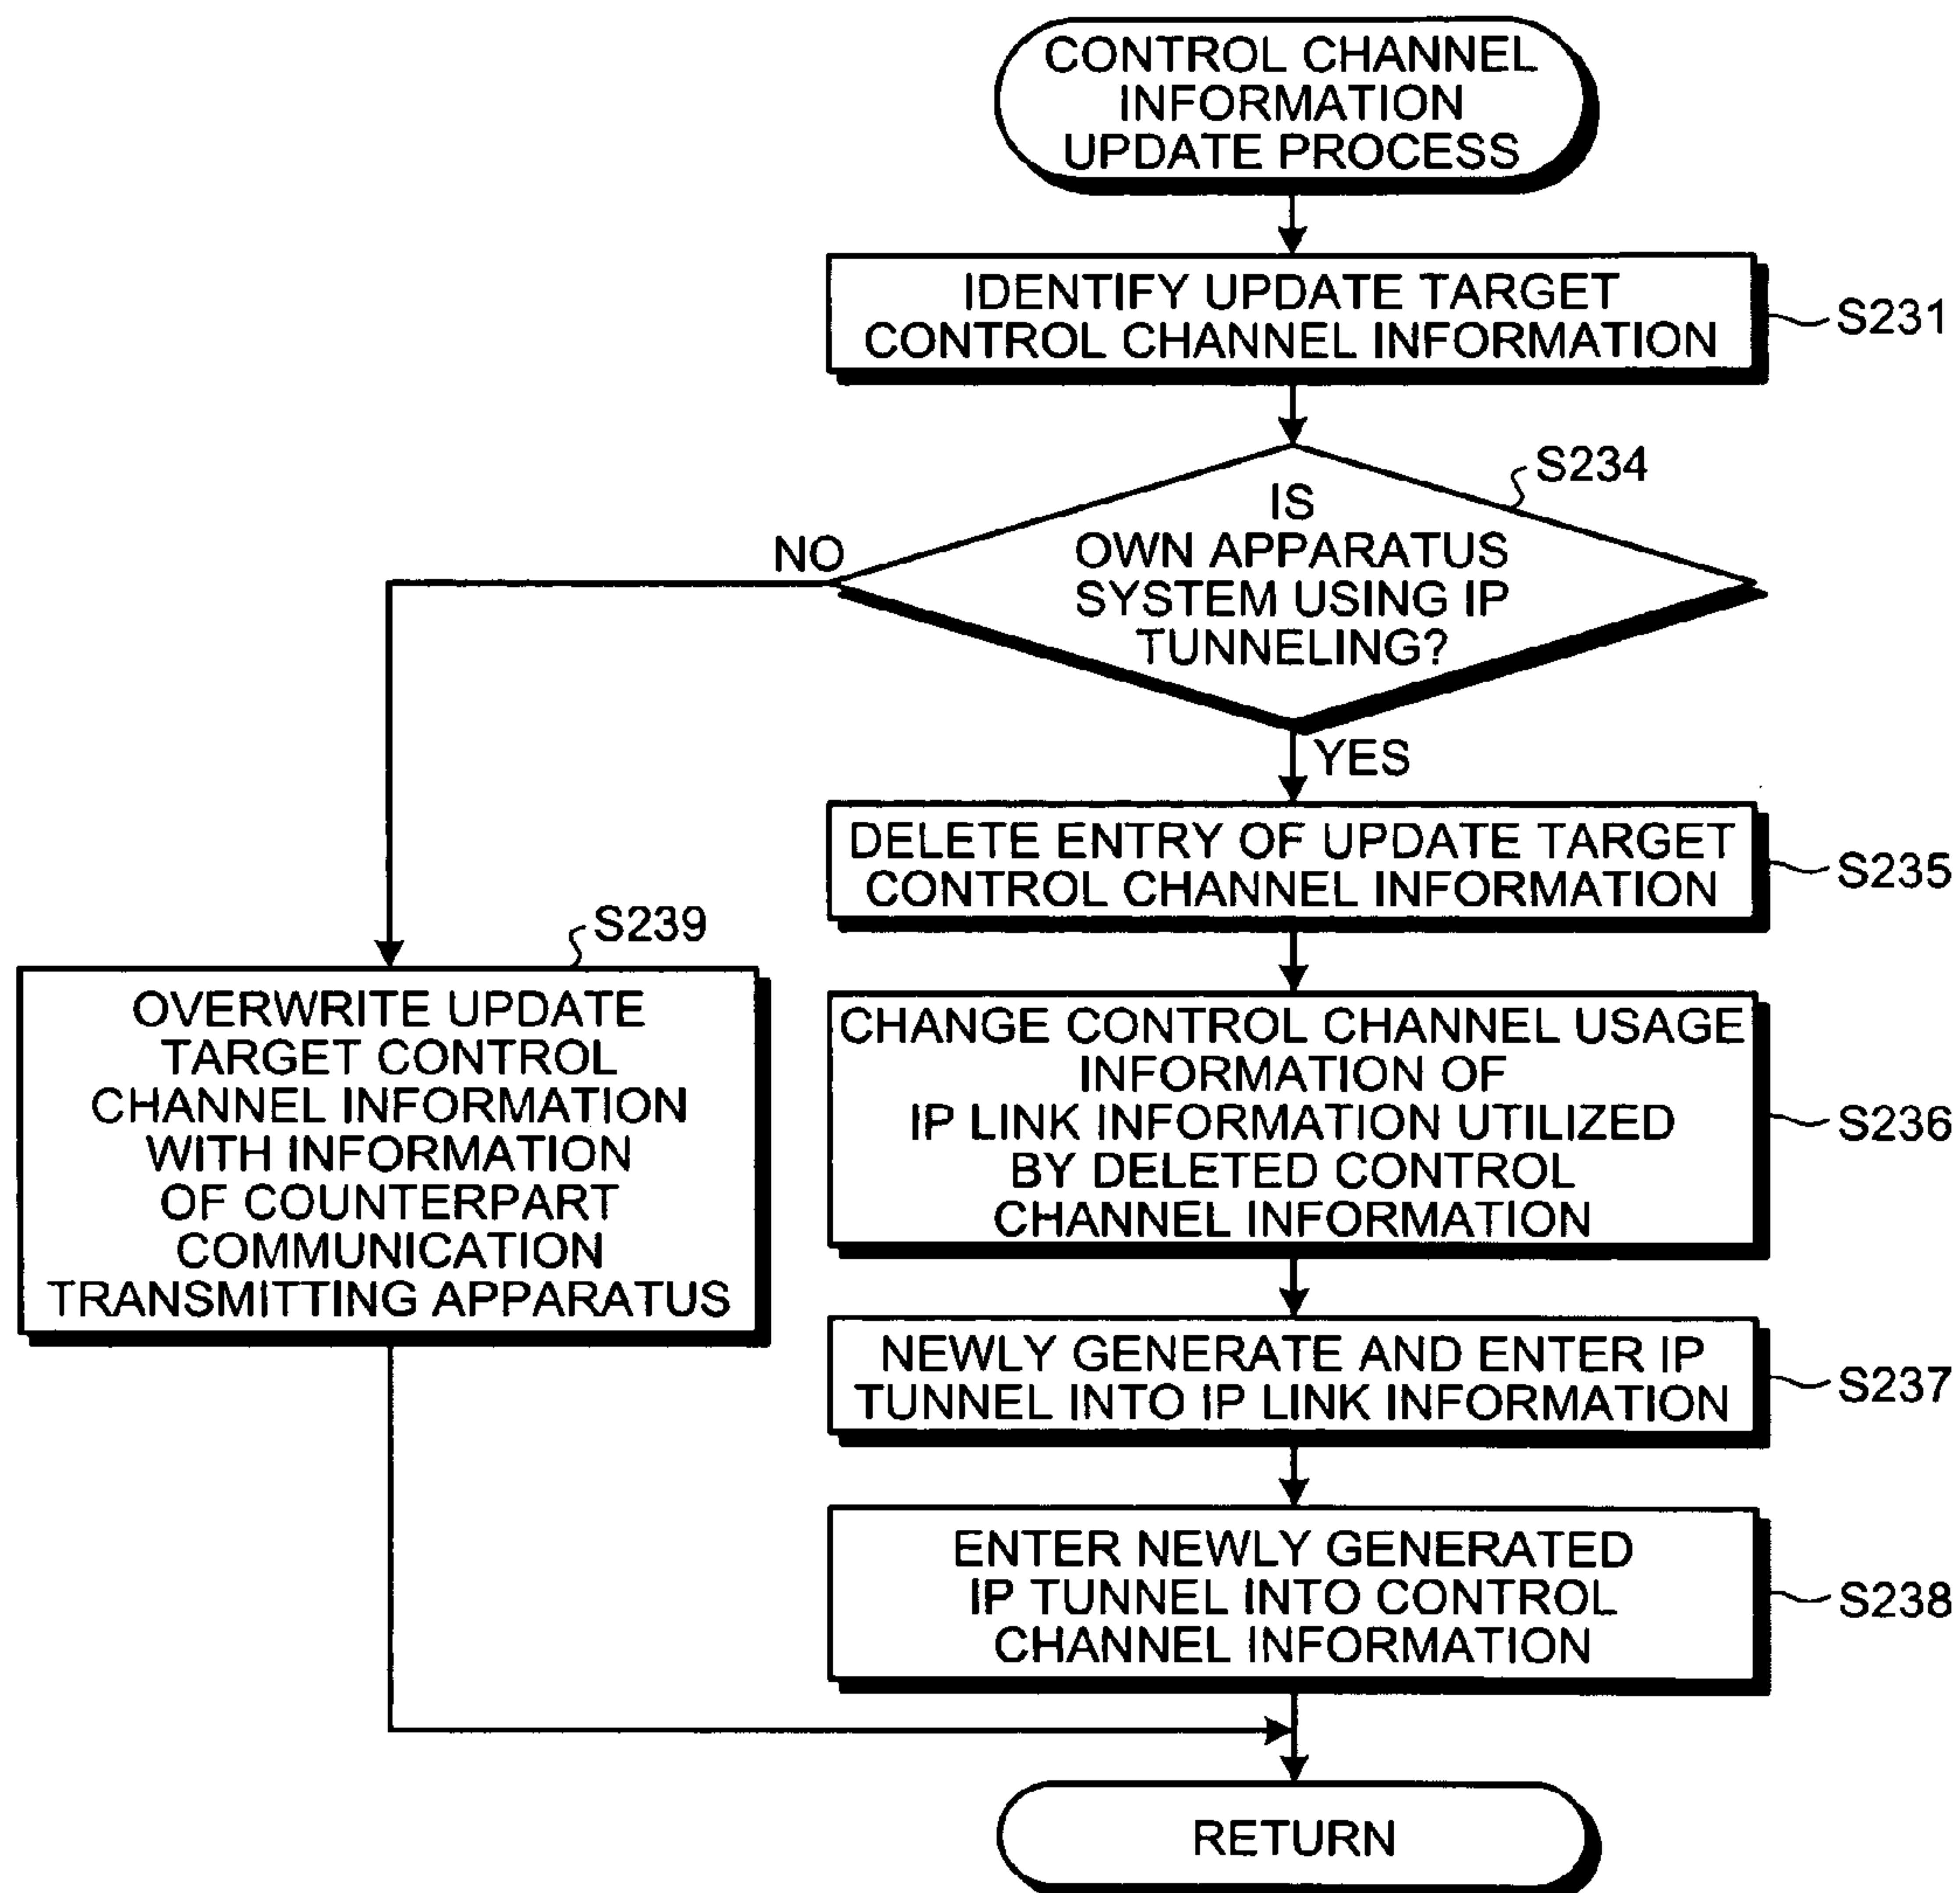 CONTROL CHANNEL
INFORMATION
UPDATE PROCESS
IDENTIFY UPDATE TARGET
CONTROL CHANNEL INFORMATION
S231
S234
IS
OWN APPARATUS
SYSTEM USING IP
TUNNELING?
NO
YES
DELETE ENTRY OF UPDATE TARGET
CONTROL CHANNEL INFORMATION
S235
S239
OVERWRITE UPDATE
TARGET CONTROL
CHANNEL INFORMATION
WITH INFORMATION
OF COUNTERPART
COMMUNICATION
TRANSMITTING APPARATUS
CHANGE CONTROL CHANNEL USAGE
INFORMATION OF
IP LINK INFORMATION UTILIZED
BY DELETED CONTROL
CHANNEL INFORMATION
S236
NEWLY GENERATE AND ENTER IP
TUNNEL INTO IP LINK INFORMATION
S237
ENTER NEWLY GENERATED
IP TUNNEL INTO CONTROL
CHANNEL INFORMATION
S238
RETURN